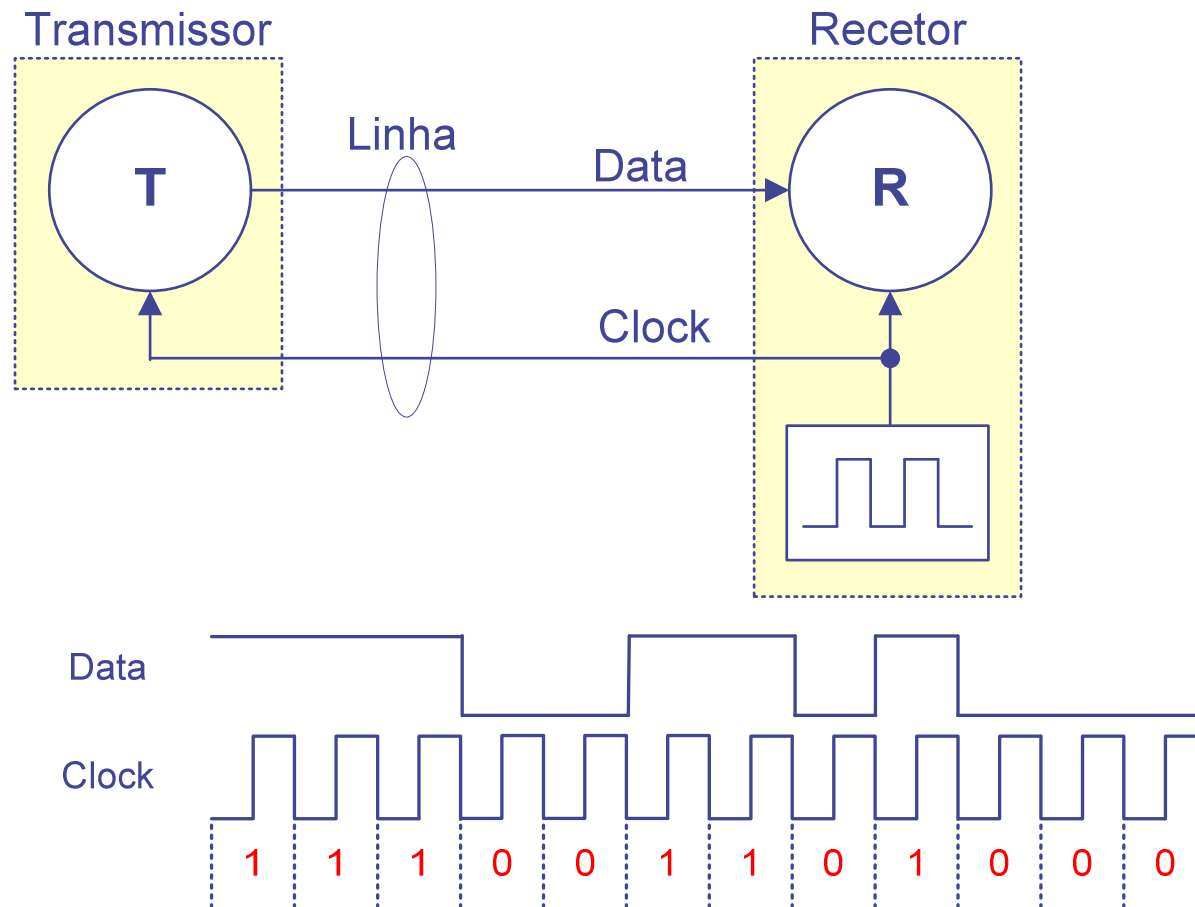 Transmissor
Recetor
Linha
Data
T
R
Clock
Data
Clock
1 1 1 0 0 1 1 0 1 0 0 0